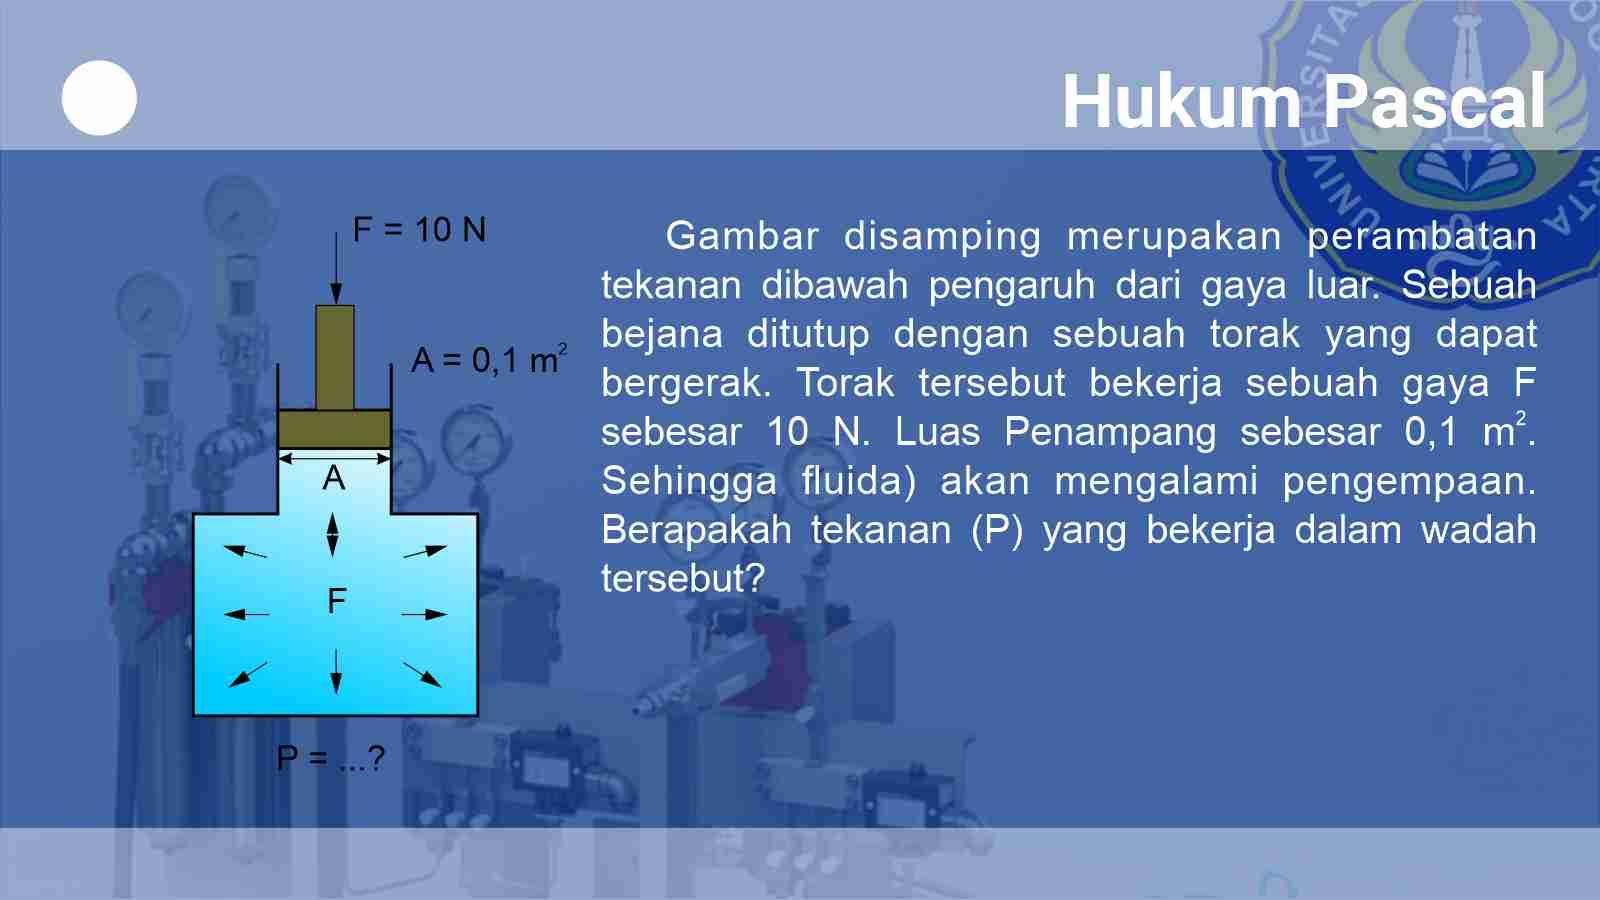 Hukum Pascal
F = 10 N
A = 0,1 m²
A
F
P = ...?
Gambar disamping merupakan perambatan
tekanan dibawah pengaruh dari gaya luar. Sebuah
bejana ditutup dengan sebuah torak yang dapat
bergerak. Torak tersebut bekerja sebuah gaya F
sebesar 10 N. Luas Penampang sebesar 0,1 m².
Sehingga fluida) akan mengalami pengempaan.
Berapakah tekanan (P) yang bekerja dalam wadah
tersebut?